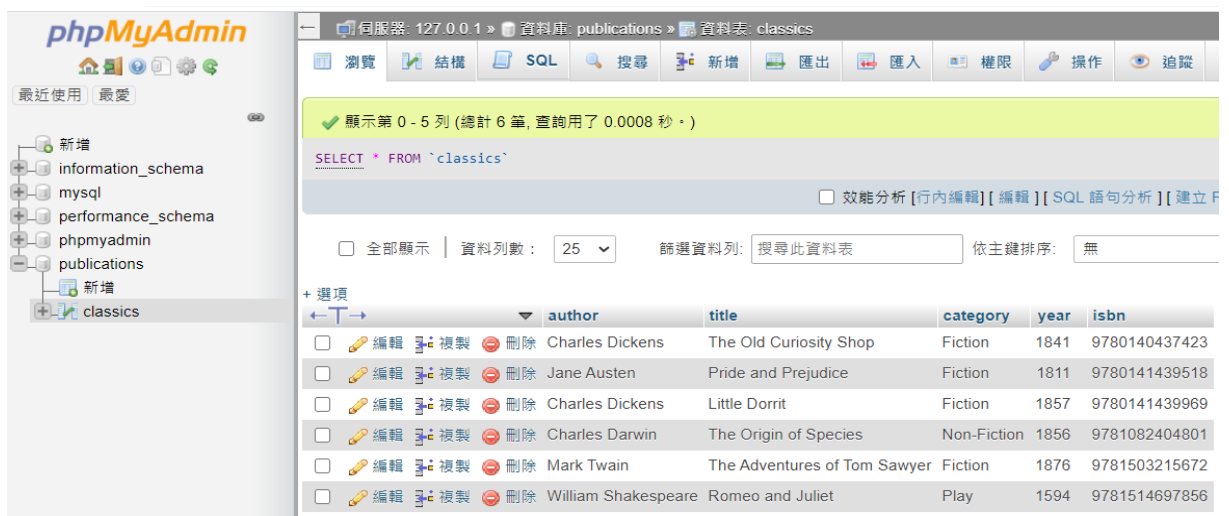 phpMyAdmin
最近使用 最愛
新增
information_schema
mysql
performance_schema
phpmyadmin
publications
新增
classics
伺服器: 127.0.0.1 » 資料庫: publications » 資料表: classics
瀏覽 結構 SQL 搜尋 新增 匯出 匯入 權限 操作 追蹤
顯示第 0 - 5 列 (總計 6 筆, 查詢用了 0.0008 秒。)
SELECT * FROM `classics`
效能分析 [行內編輯] [ 編輯 ] [ SQL 語句分析 ] [ 建立
全部顯示 資料列數: 25 篩選資料列: 搜尋此資料表 依主鍵排序: 無
+ 選項
author title category year isbn
編輯 複製 刪除 Charles Dickens The Old Curiosity Shop Fiction 1841 9780140437423
編輯 複製 刪除 Jane Austen Pride and Prejudice Fiction 1811 9780141439518
編輯 複製 刪除 Charles Dickens Little Dorrit Fiction 1857 9780141439969
編輯 複製 刪除 Charles Darwin The Origin of Species Non-Fiction 1856 9781082404801
編輯 複製 刪除 Mark Twain The Adventures of Tom Sawyer Fiction 1876 9781503215672
編輯 複製 刪除 William Shakespeare Romeo and Juliet Play 1594 9781514697856